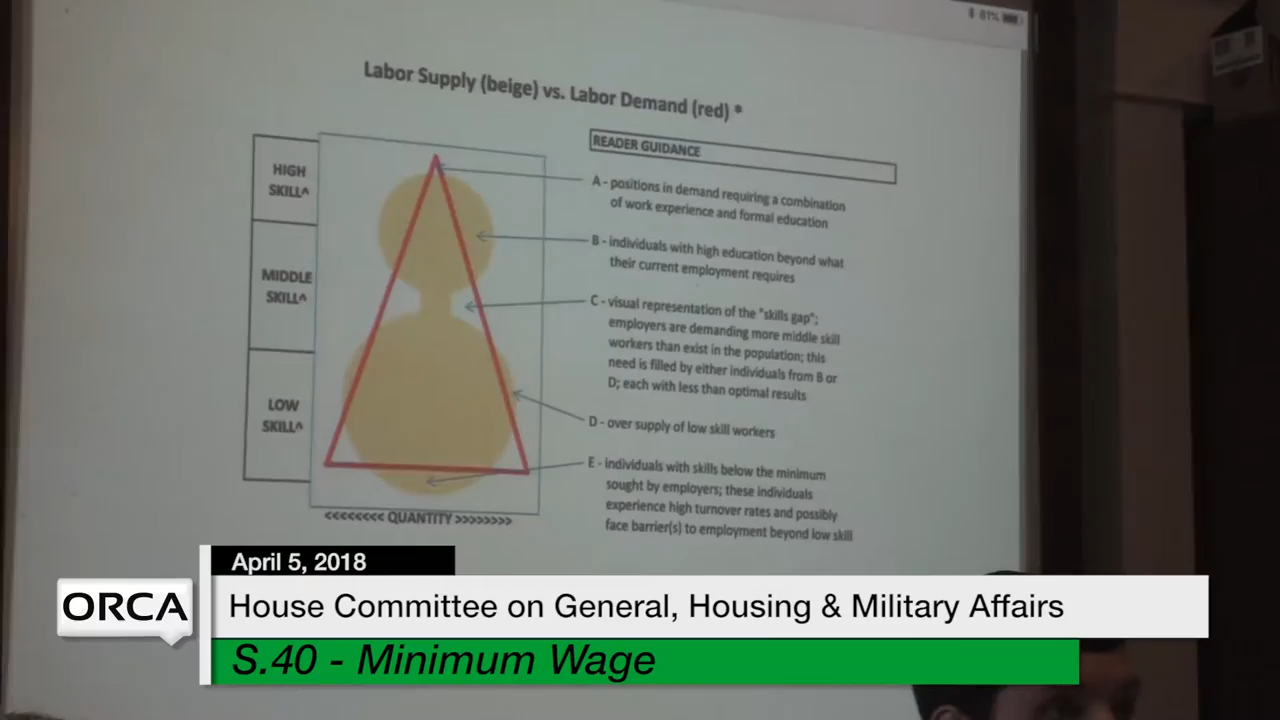 81%
Labor Supply (beige) vs. Labor Demand (red) *
HIGH
SKILL^
MIDDLE
SKILL^
LOW
SKILL^
<<<<<<<< QUANTITY >>>>>>>>
READER GUIDANCE
A - positions in demand requiring a combination
of work experience and formal education
B - individuals with high education beyond what
their current employment requires
C - visual representation of the "skills gap";
employers are demanding more middle skill
workers than exist in the population; this
need is filled by either individuals from B or
D; each with less than optimal results
D - over supply of low skill workers
E - individuals with skills below the minimum
sought by employers; these individuals
experience high turnover rates and possibly
face barrier(s) to employment beyond low skill
April 5, 2018
ORCA
House Committee on General, Housing & Military Affairs
S.40 - Minimum Wage